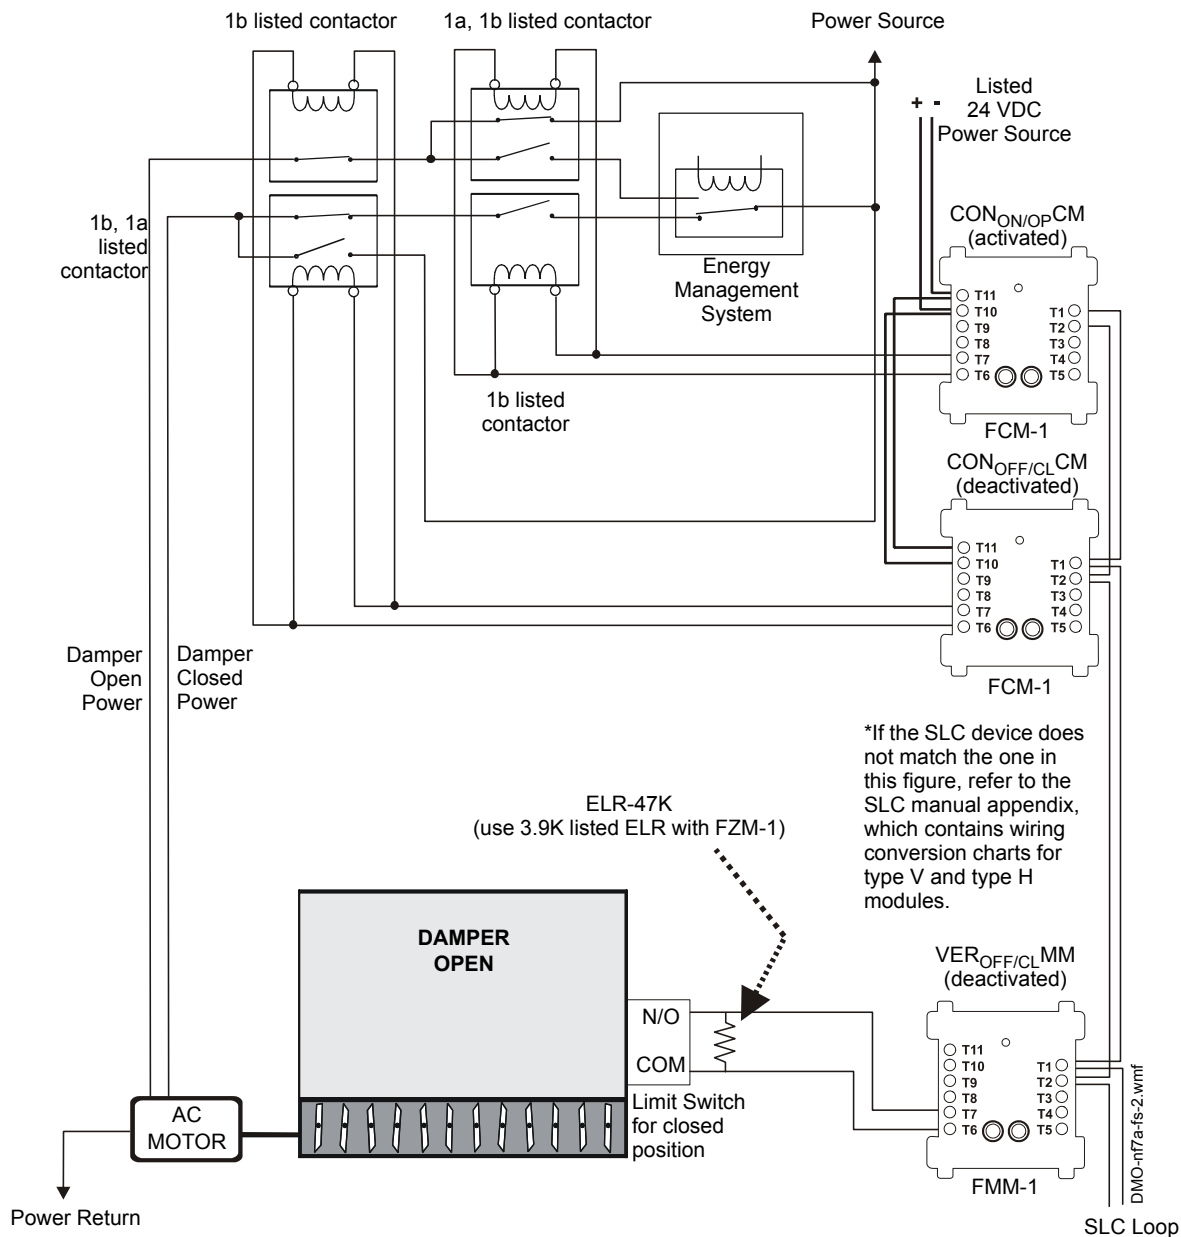 1b listed contactor
1a, 1b listed contactor
Power Source
+ -
Listed
24 VDC
Power Source
1b, 1a
listed
contactor
Energy
Management
System
1b listed
contactor
CONON/OPCM
(activated)
T11
T10
T9
T8
T7
T6
T1
T2
T3
T4
T5
FCM-1
CONOFF/CLCM
(deactivated)
T11
T10
T9
T8
T7
T6
T1
T2
T3
T4
T5
FCM-1
Damper
Open
Power
Damper
Closed
Power
*If the SLC device does
not match the one in
this figure, refer to the
SLC manual appendix,
which contains wiring
conversion charts for
type V and type H
modules.
ELR-47K
(use 3.9K listed ELR with FZM-1)
DAMPER
OPEN
N/O
COM
Limit Switch
for closed
position
AC
MOTOR
Power Return
VEROFF/CLMM
(deactivated)
T11
T10
T9
T8
T7
T6
T1
T2
T3
T4
T5
FMM-1
DMO-nf7a-fs-2.wmf
SLC Loop